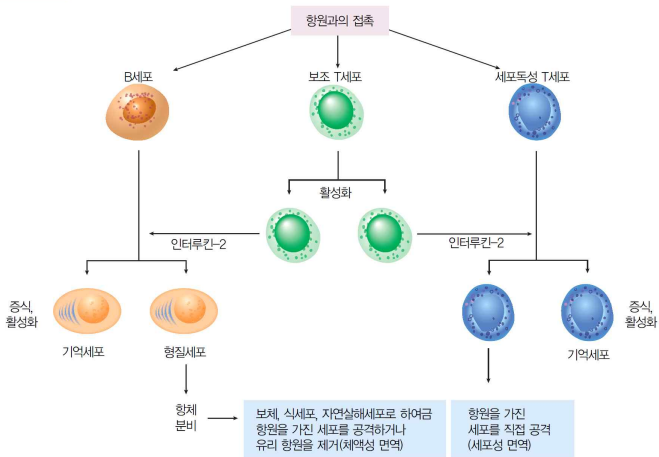 항원과의 접촉
B세포
보조 T세포
세포독성 T세포
활성화
인터루킨-2
인터루킨-2
증식,
활성화
기억세포
형질세포
증식,
활성화
기억세포
항체
분비
보체, 식세포, 자연살해세포로 하여금
항원을 가진 세포를 공격하거나
유리 항원을 제거(체액성 면역)
항원을 가진
세포를 직접 공격
(세포성 면역)